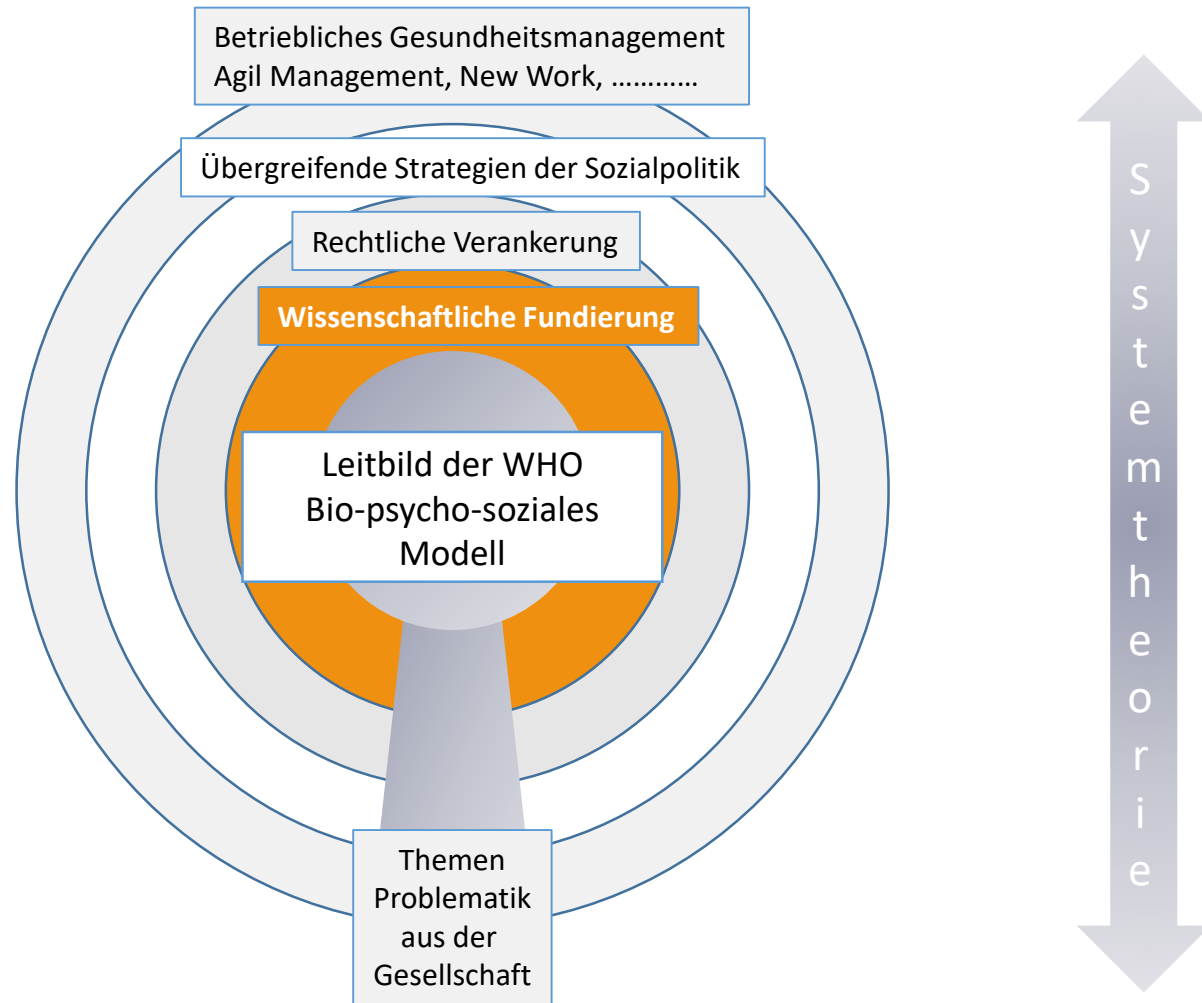 Betriebliches Gesundheitsmanagement
Agil Management, New Work, …………
Übergreifende Strategien der Sozialpolitik
Rechtliche Verankerung
Wissenschaftliche Fundierung
Leitbild der WHO
Bio-psycho-soziales
Modell
Themen
Problematik
aus der
Gesellschaft
Systemtheorie